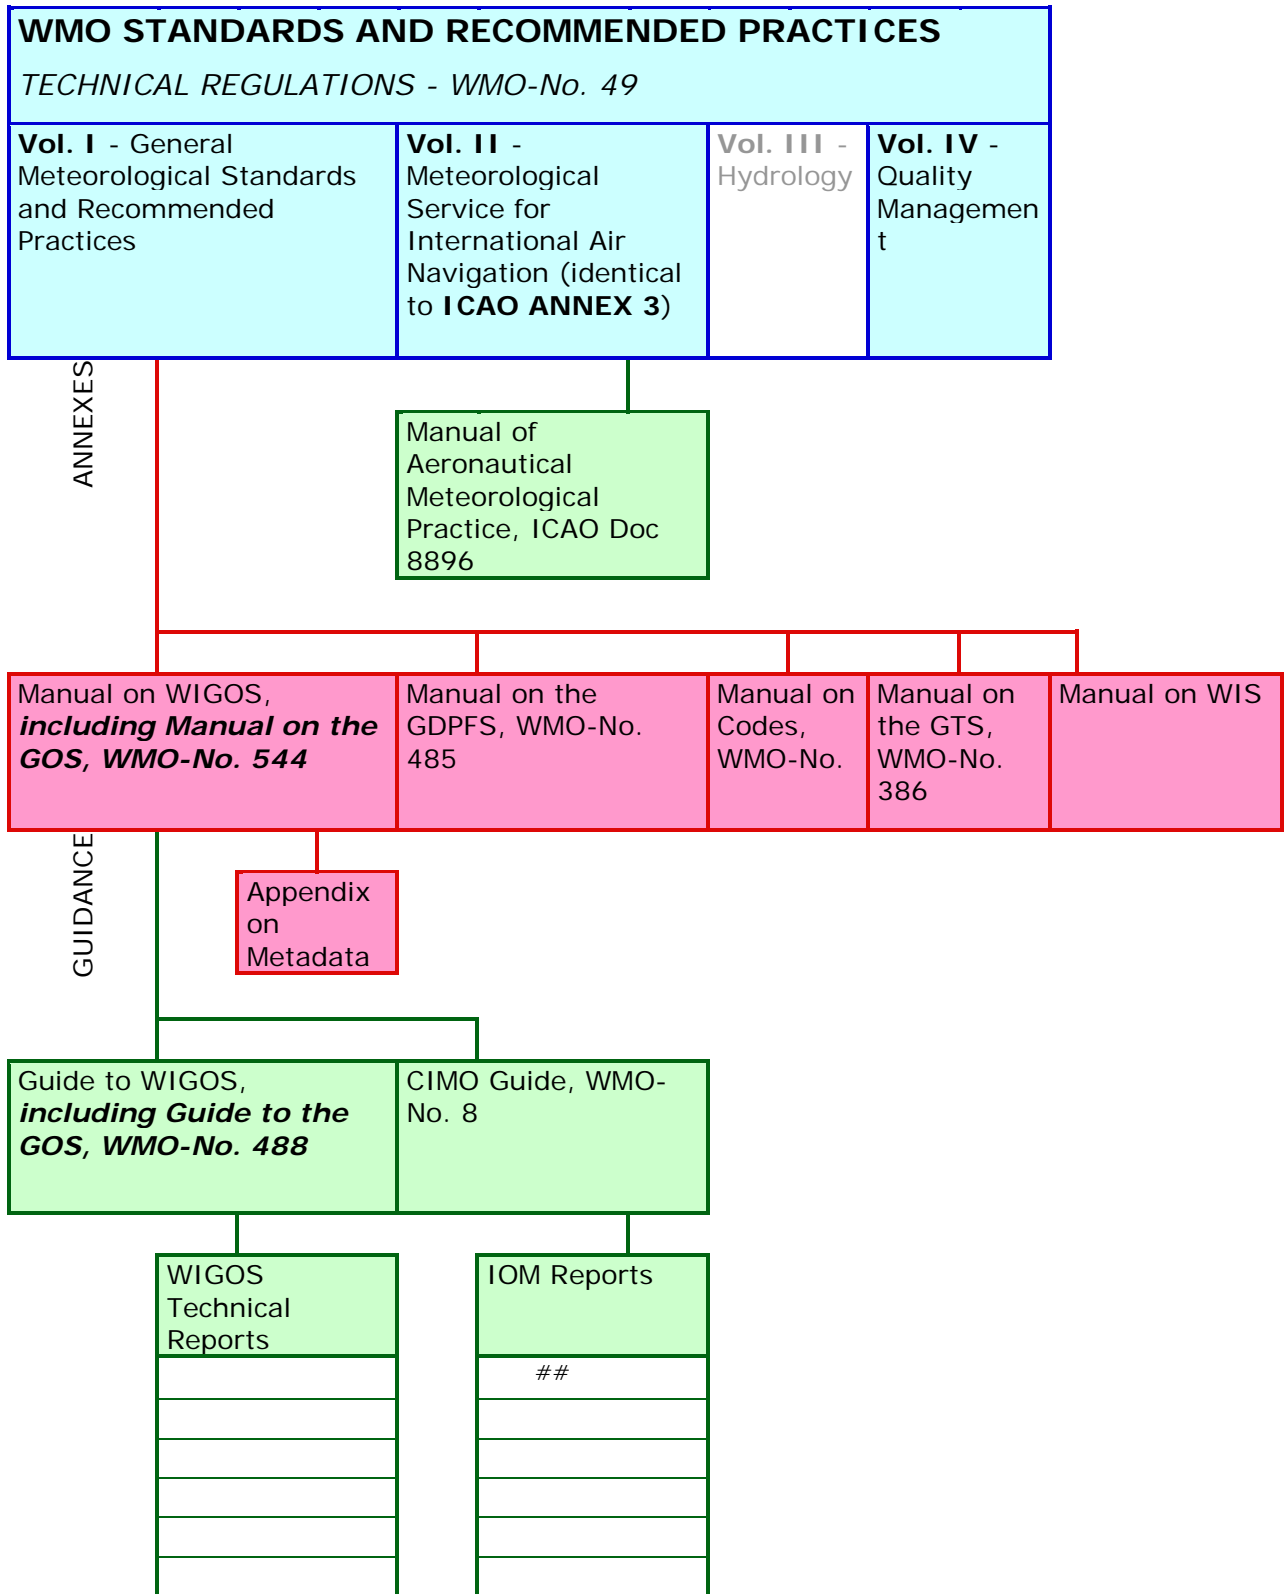 WMO STANDARDS AND RECOMMENDED PRACTICES
TECHNICAL REGULATIONS - WMO-No. 49
Vol. I - General
Meteorological Standards
and Recommended
Practices
Vol. II -
Meteorological
Service for
International Air
Navigation (identical
to ICAO ANNEX 3)
Vol. III -
Hydrology
Vol. IV -
Quality
Managemen
t
ANNEXES
Manual of
Aeronautical
Meteorological
Practice, ICAO Doc
8896
Manual on WIGOS,
including Manual on the
GOS, WMO-No. 544
Manual on the
GDPFS, WMO-No.
485
Manual on
Codes,
WMO-No.
Manual on
the GTS,
WMO-No.
386
Manual on WIS
GUIDANCE
Appendix
on
Metadata
Guide to WIGOS,
including Guide to the
GOS, WMO-No. 488
CIMO Guide, WMO-
No. 8
WIGOS
Technical
Reports
IOM Reports
##